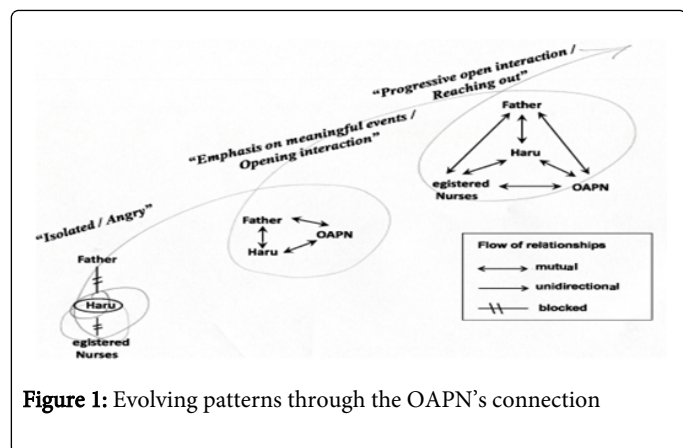 "Progressive open interaction /
Reaching out"
"Emphasis on meaningful events /
Opening interaction"
"Isolated / Angry"
Father
Haru
egistered
Nurses
OAPN
Father
OAPN
Haru
Father
Haru
egistered
Nurses
Flow of relationships
mutual
unidirectional
blocked
Figure 1: Evolving patterns through the OAPN's connection